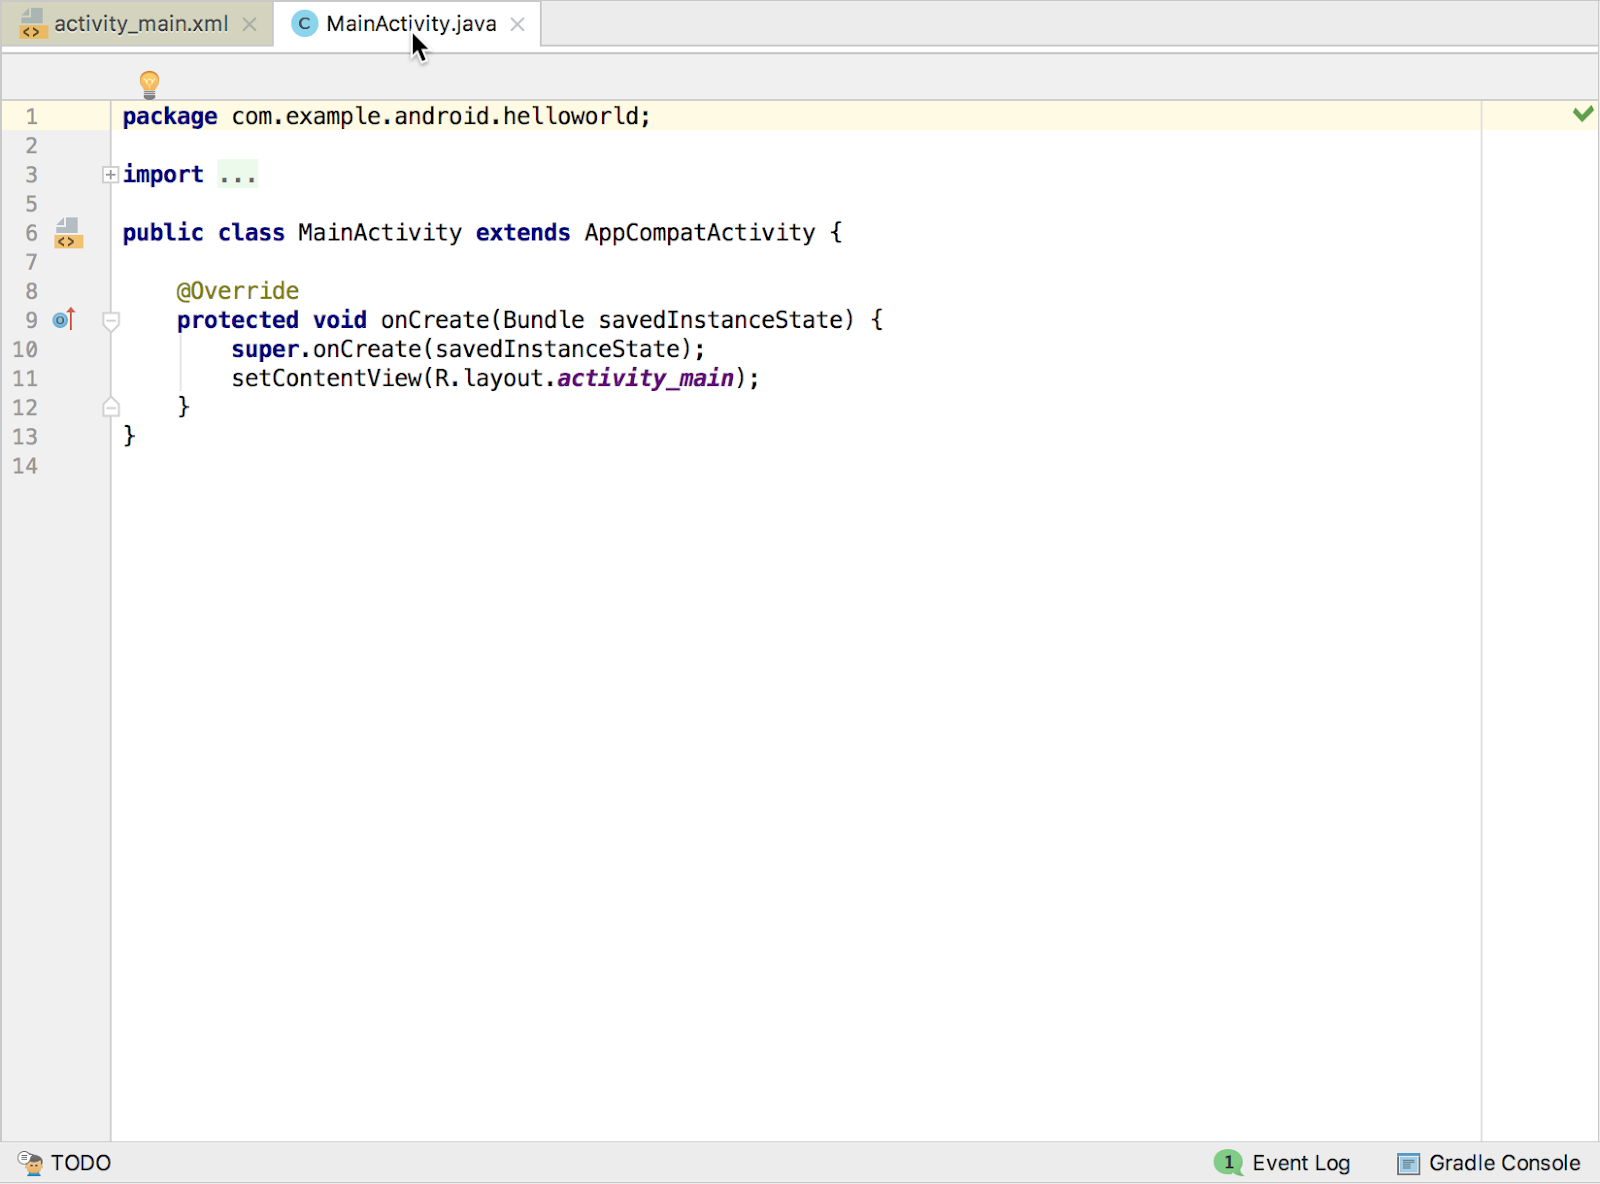 activity_main.xml
MainActivity.java
1 package com.example.android.helloworld;
2
3 import ...
5
6 public class MainActivity extends AppCompatActivity {
7
8 @Override
9 protected void onCreate(Bundle savedInstanceState) {
10 super.onCreate(savedInstanceState);
11 setContentView(R.layout.activity_main);
12 }
13 }
14
TODO
1 Event Log
Gradle Console